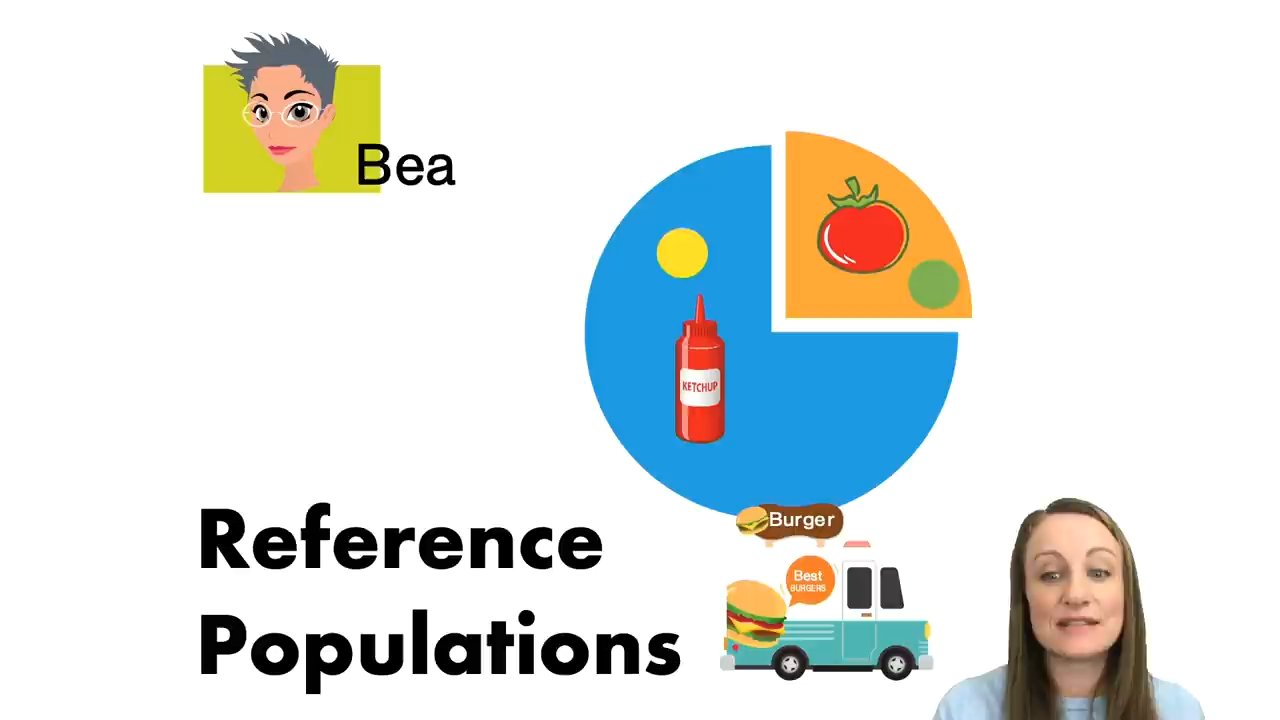 Bea
KETCHUP
Reference
Populations
Burger
Best
BURGERS